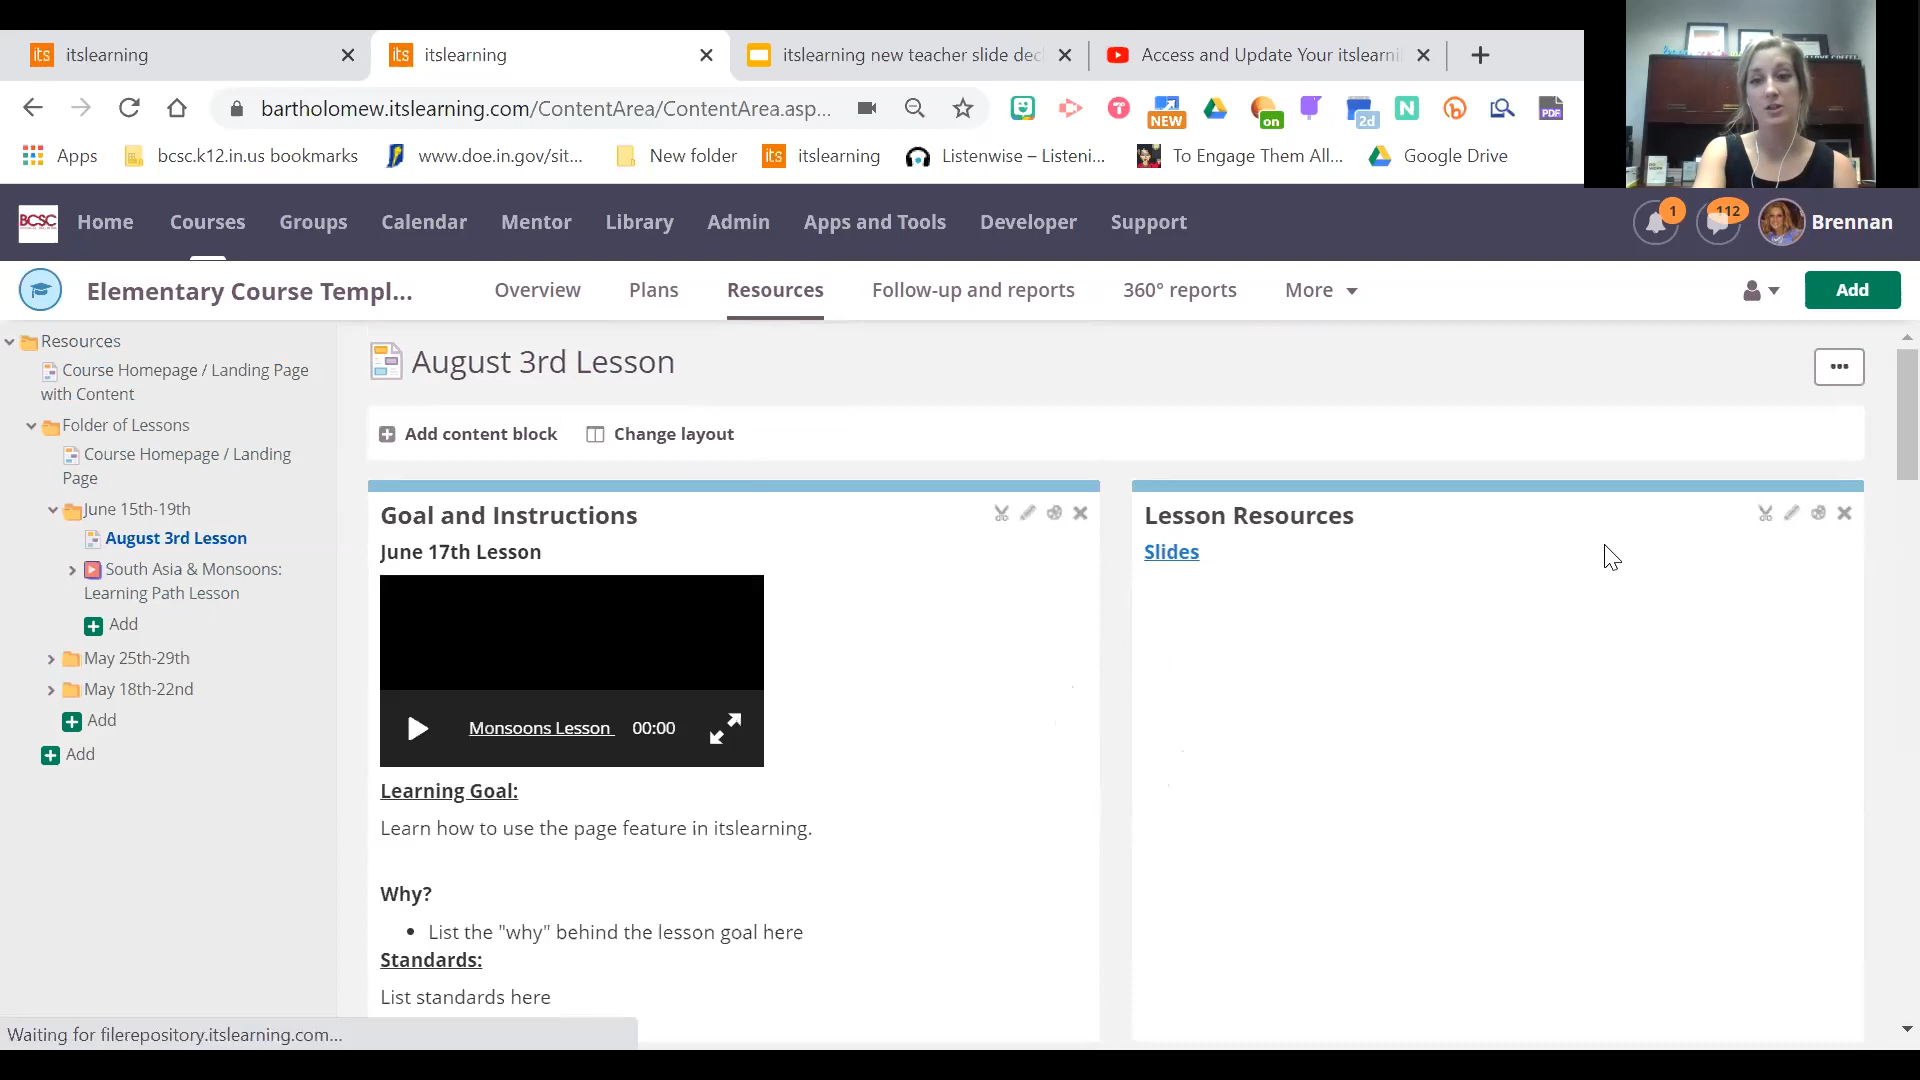 its itslearning
its itslearning
itslearning new teacher slide dec
Access and Update Your itslearni
bartholomew.itslearning.com/ContentArea/ContentArea.asp...
NEW
on
2d
N
PDF
Apps
bcsc.k12.in.us bookmarks
www.doe.in.gov/sit...
New folder
its itslearning
Listenwise – Listeni...
To Engage Them All...
Google Drive
BCSC
Home
Courses
Groups
Calendar
Mentor
Library
Admin
Apps and Tools
Developer
Support
1
112
Brennan
Elementary Course Templ...
Overview
Plans
Resources
Follow-up and reports
360° reports
More
Add
Resources
Course Homepage / Landing Page
with Content
Folder of Lessons
Course Homepage / Landing
Page
June 15th-19th
August 3rd Lesson
South Asia & Monsoons:
Learning Path Lesson
Add
May 25th-29th
May 18th-22nd
Add
Add
August 3rd Lesson
Add content block
Change layout
Goal and Instructions
June 17th Lesson
Monsoons Lesson
00:00
Learning Goal:
Learn how to use the page feature in itslearning.
Why?
• List the "why" behind the lesson goal here
Standards:
List standards here
Lesson Resources
Slides
Waiting for filerepository.itslearning.com...